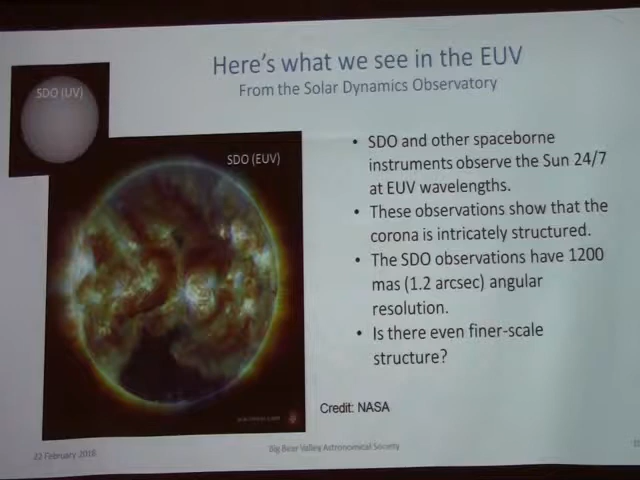 Here's what we see in the EUV
From the Solar Dynamics Observatory
SDO (UV)
SDO (EUV)
• SDO and other spaceborne
instruments observe the Sun 24/7
at EUV wavelengths.
• These observations show that the
corona is intricately structured.
• The SDO observations have 1200
mas (1.2 arcsec) angular
resolution.
• Is there even finer-scale
structure?
Credit: NASA
22 February 2018
Big Bear Valley Astronomical Society